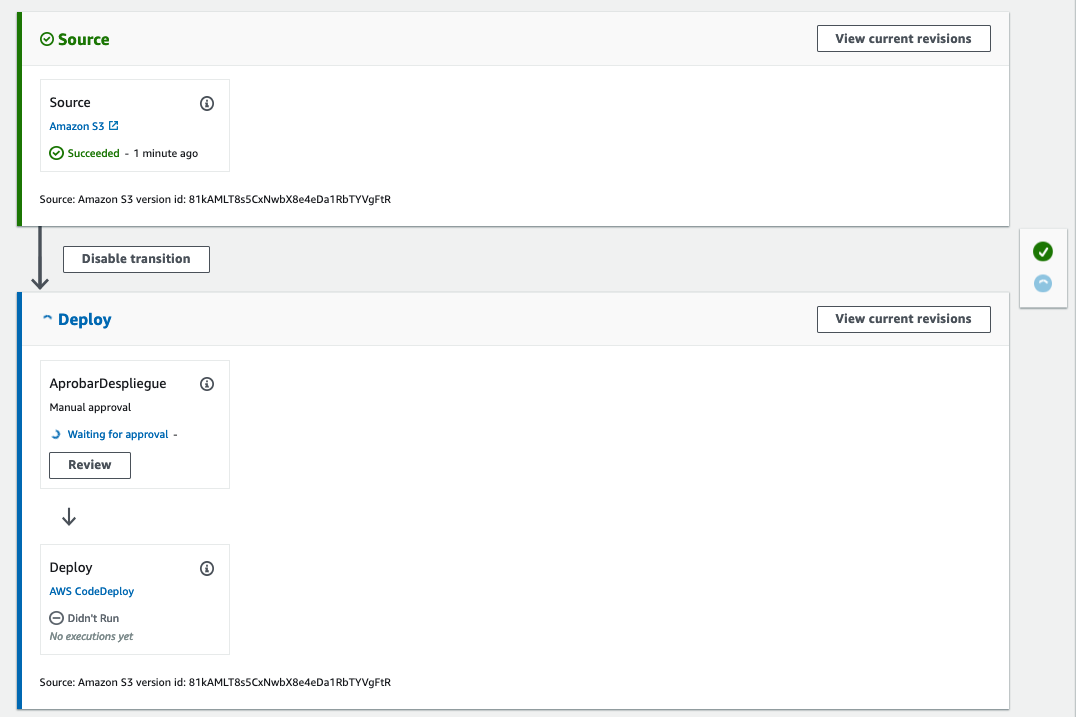 Source
View current revisions
Source
Amazon S3
Succeeded - 1 minute ago
Source: Amazon S3 version id: 81kAMLT8s5CxNwbX8e4eDa1RbTYVgFtR
Disable transition
Deploy
View current revisions
AprobarDespliegue
Manual approval
Waiting for approval -
Review
Deploy
AWS CodeDeploy
Didn't Run
No executions yet
Source: Amazon S3 version id: 81kAMLT8s5CxNwbX8e4eDa1RbTYVgFtR